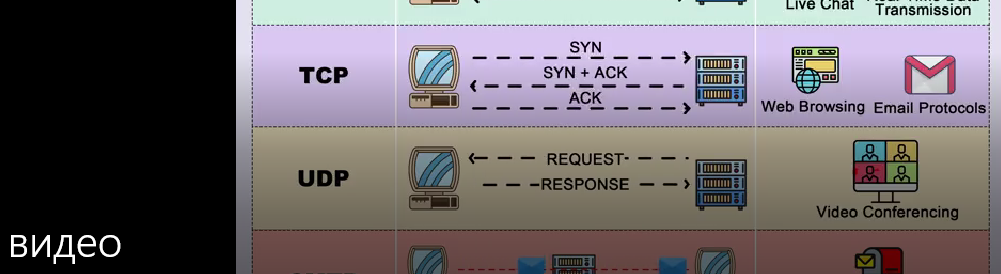 Live Chat
Transmission
TCP
SYN
SYN + ACK
ACK
Web Browsing
Email Protocols
UDP
REQUEST
RESPONSE
Video Conferencing
видео